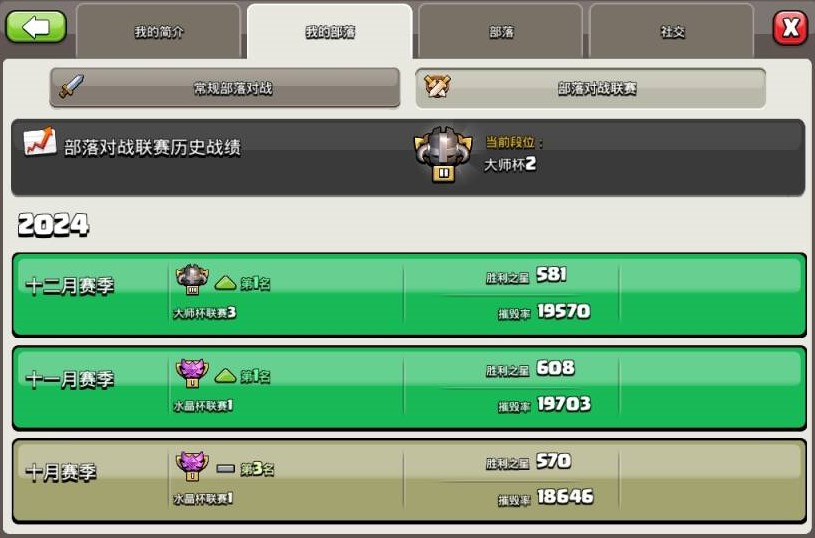 我的简介 我的部落 部落 社交
常规部落对战 部落对战联赛
部落对战联赛历史战绩
当前段位：
大师杯2
2024
十二月赛季 第1名 胜利之星 581
大师杯联赛3 摧毁率 19570
十一月赛季 第1名 胜利之星 608
水晶杯联赛1 摧毁率 19703
十月赛季 第3名 胜利之星 570
水晶杯联赛1 摧毁率 18646